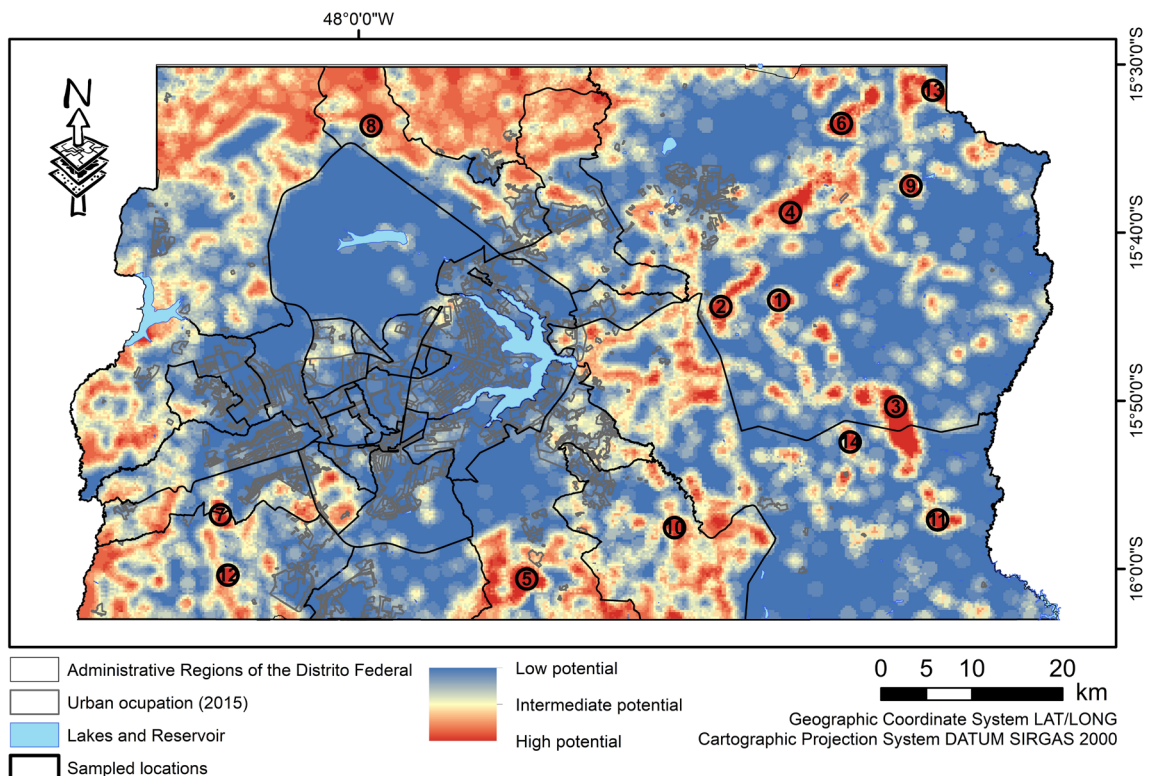 48°0'0"W
N
15°30'0"S
13
6
8
9
4
15°40'0"S
1
2
15°50'0"S
3
14
7
11
10
16°0'0"S
12
5
Administrative Regions of the Distrito Federal
Urban ocupation (2015)
Lakes and Reservoir
Sampled locations
Low potential
Intermediate potential
High potential
0 5 10 20
km
Geographic Coordinate System LAT/LONG
Cartographic Projection System DATUM SIRGAS 2000